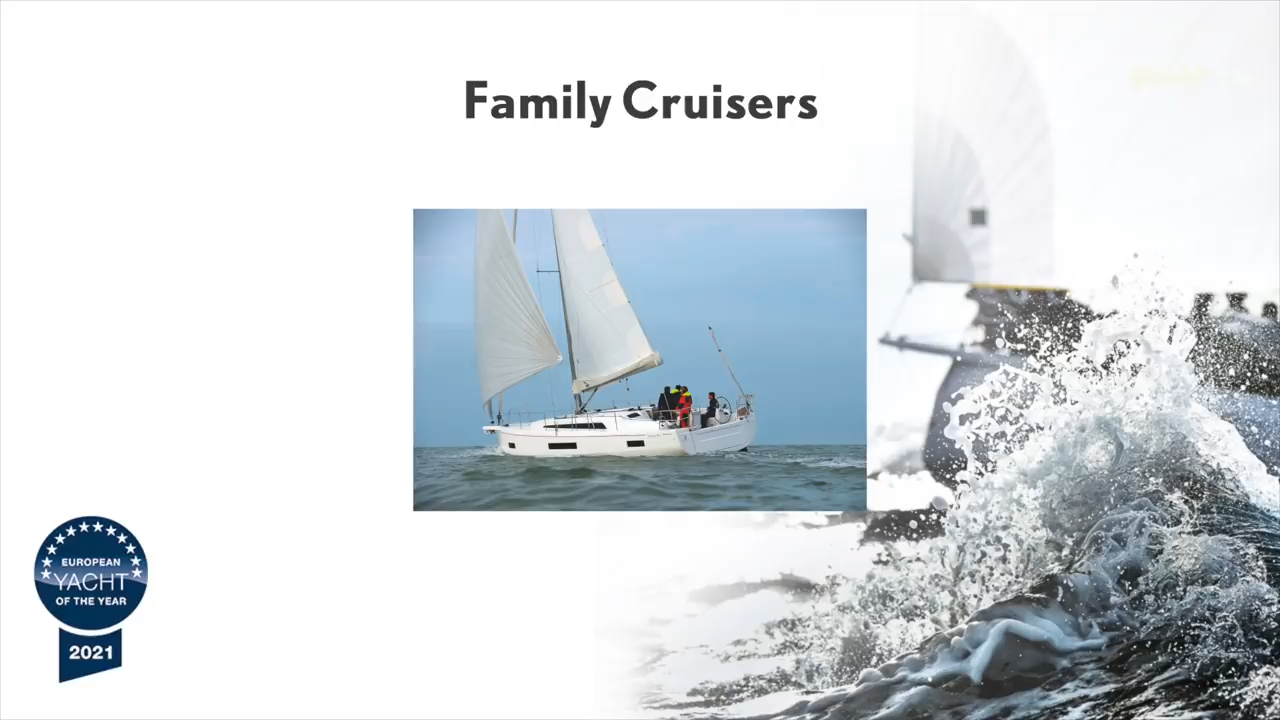 Family Cruisers
EUROPEAN
YACHT
OF THE YEAR
2021